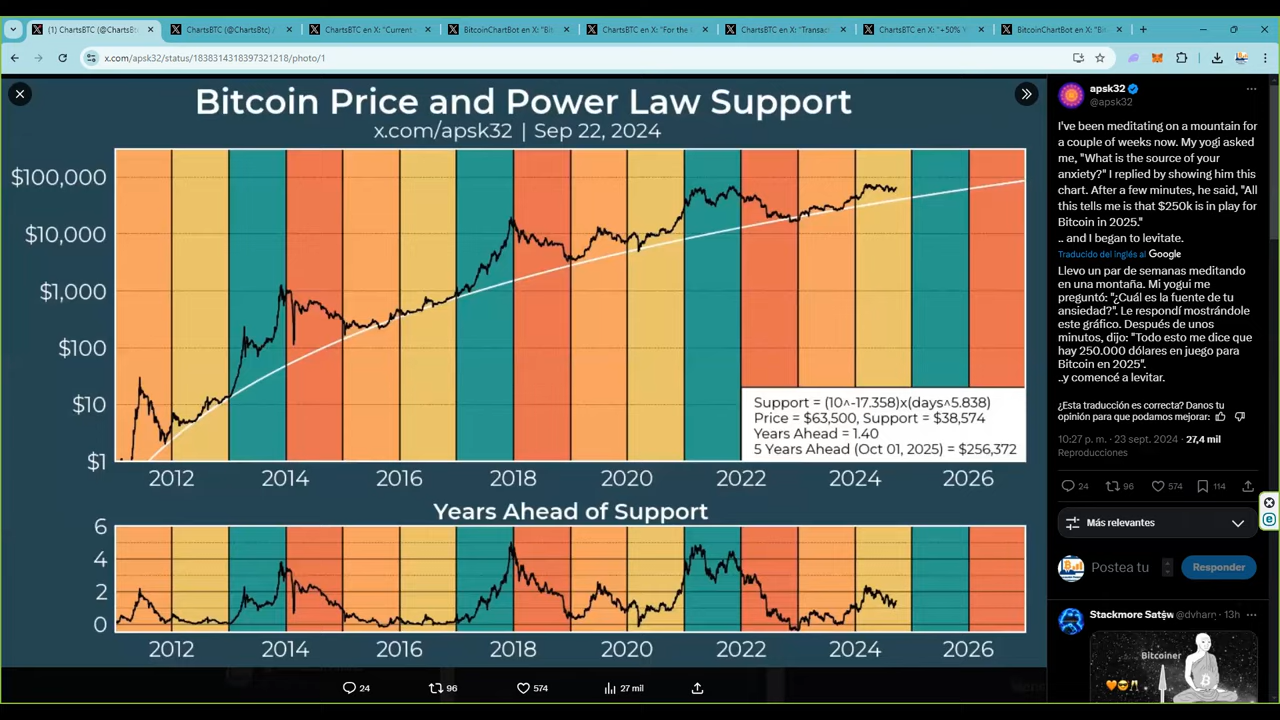 (1) ChartsBTC (@ChartsBt
ChartsBTC (@ChartsBtc) /
ChartsBTC en X: "Current
BitcoinChartBot en X: "Bit
ChartsBTC en X: "For the
ChartsBTC en X: "Transac
ChartsBTC en X: "+50% Y
BitcoinChartBot en X: "Bi
x.com/apsk32/status/1838314318397321218/photo/1
Bitcoin Price and Power Law Support
x.com/apsk32 | Sep 22, 2024
$100,000
$10,000
$1,000
$100
$10
$1
Support = (10^-17.358)x(days^5.838)
Price = $63,500, Support = $38,574
Years Ahead = 1.40
5 Years Ahead (Oct 01, 2025) = $256,372
2012 2014 2016 2018 2020 2022 2024 2026
Years Ahead of Support
6
4
2
0
2012 2014 2016 2018 2020 2022 2024 2026
24 96 574 27 mil
apsk32
@apsk32
I've been meditating on a mountain for
a couple of weeks now. My yogi asked
me, "What is the source of your
anxiety?" I replied by showing him this
chart. After a few minutes, he said, "All
this tells me is that $250k is in play for
Bitcoin in 2025."
.. and I began to levitate.
Traducido del inglés al Google
Llevo un par de semanas meditando
en una montaña. Mi yogui me
preguntó: "¿Cuál es la fuente de tu
ansiedad?". Le respondí mostrándole
este gráfico. Después de unos
minutos, dijo: "Todo esto me dice que
hay 250.000 dólares en juego para
Bitcoin en 2025".
..y comencé a levitar.
¿Esta traducción es correcta? Danos tu
opinión para que podamos mejorar:
10:27 p. m. · 23 sept. 2024 · 27,4 mil
Reproducciones
24 96 574 114
Más relevantes
Postea tu
Responder
Stackmore Satsw @dvharn · 13h
Bitcoiner